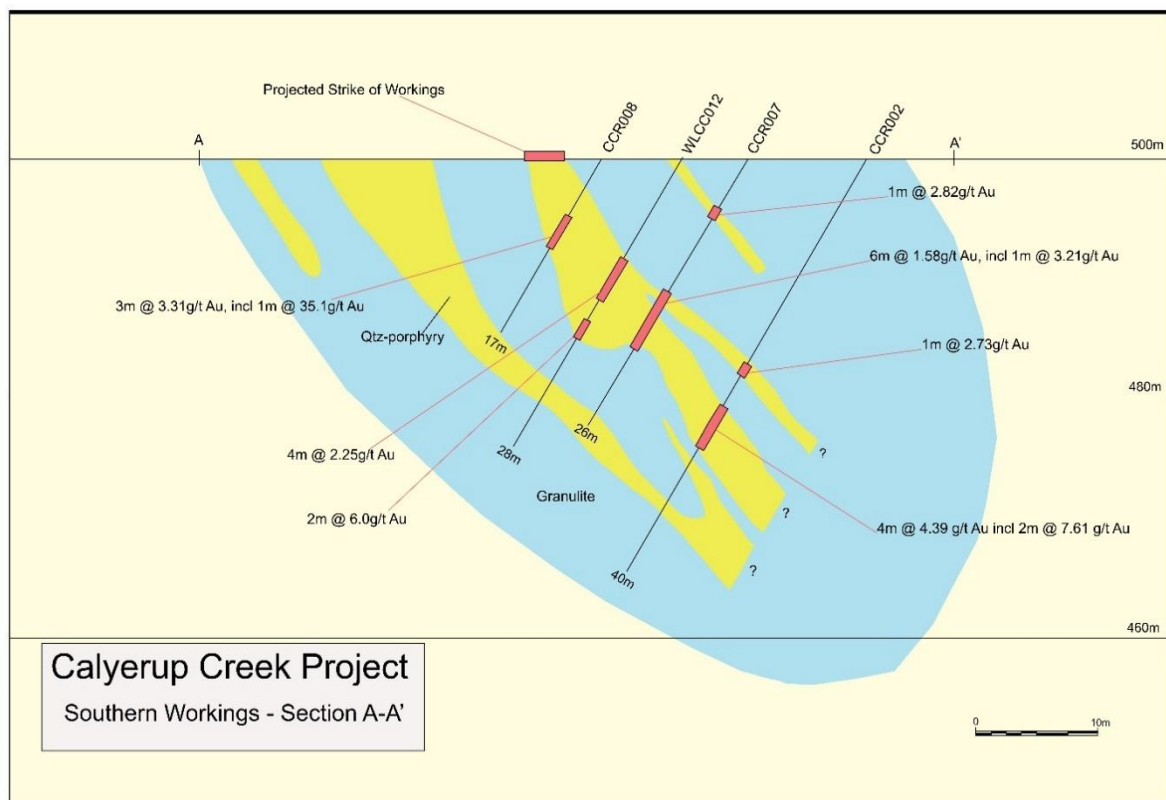 Projected Strike of Workings
CCR008
WLCC012
CCR007
CCR002
A
A'
500m
1m @ 2.82g/t Au
6m @ 1.58g/t Au, incl 1m @ 3.21g/t Au
3m @ 3.31g/t Au, incl 1m @ 35.1g/t Au
Qtz-porphyry
17m
1m @ 2.73g/t Au
480m
26m
28m
4m @ 2.25g/t Au
?
Granulite
2m @ 6.0g/t Au
?
4m @ 4.39 g/t Au incl 2m @ 7.61 g/t Au
?
40m
460m
Calyerup Creek Project
Southern Workings - Section A-A'
0
10m